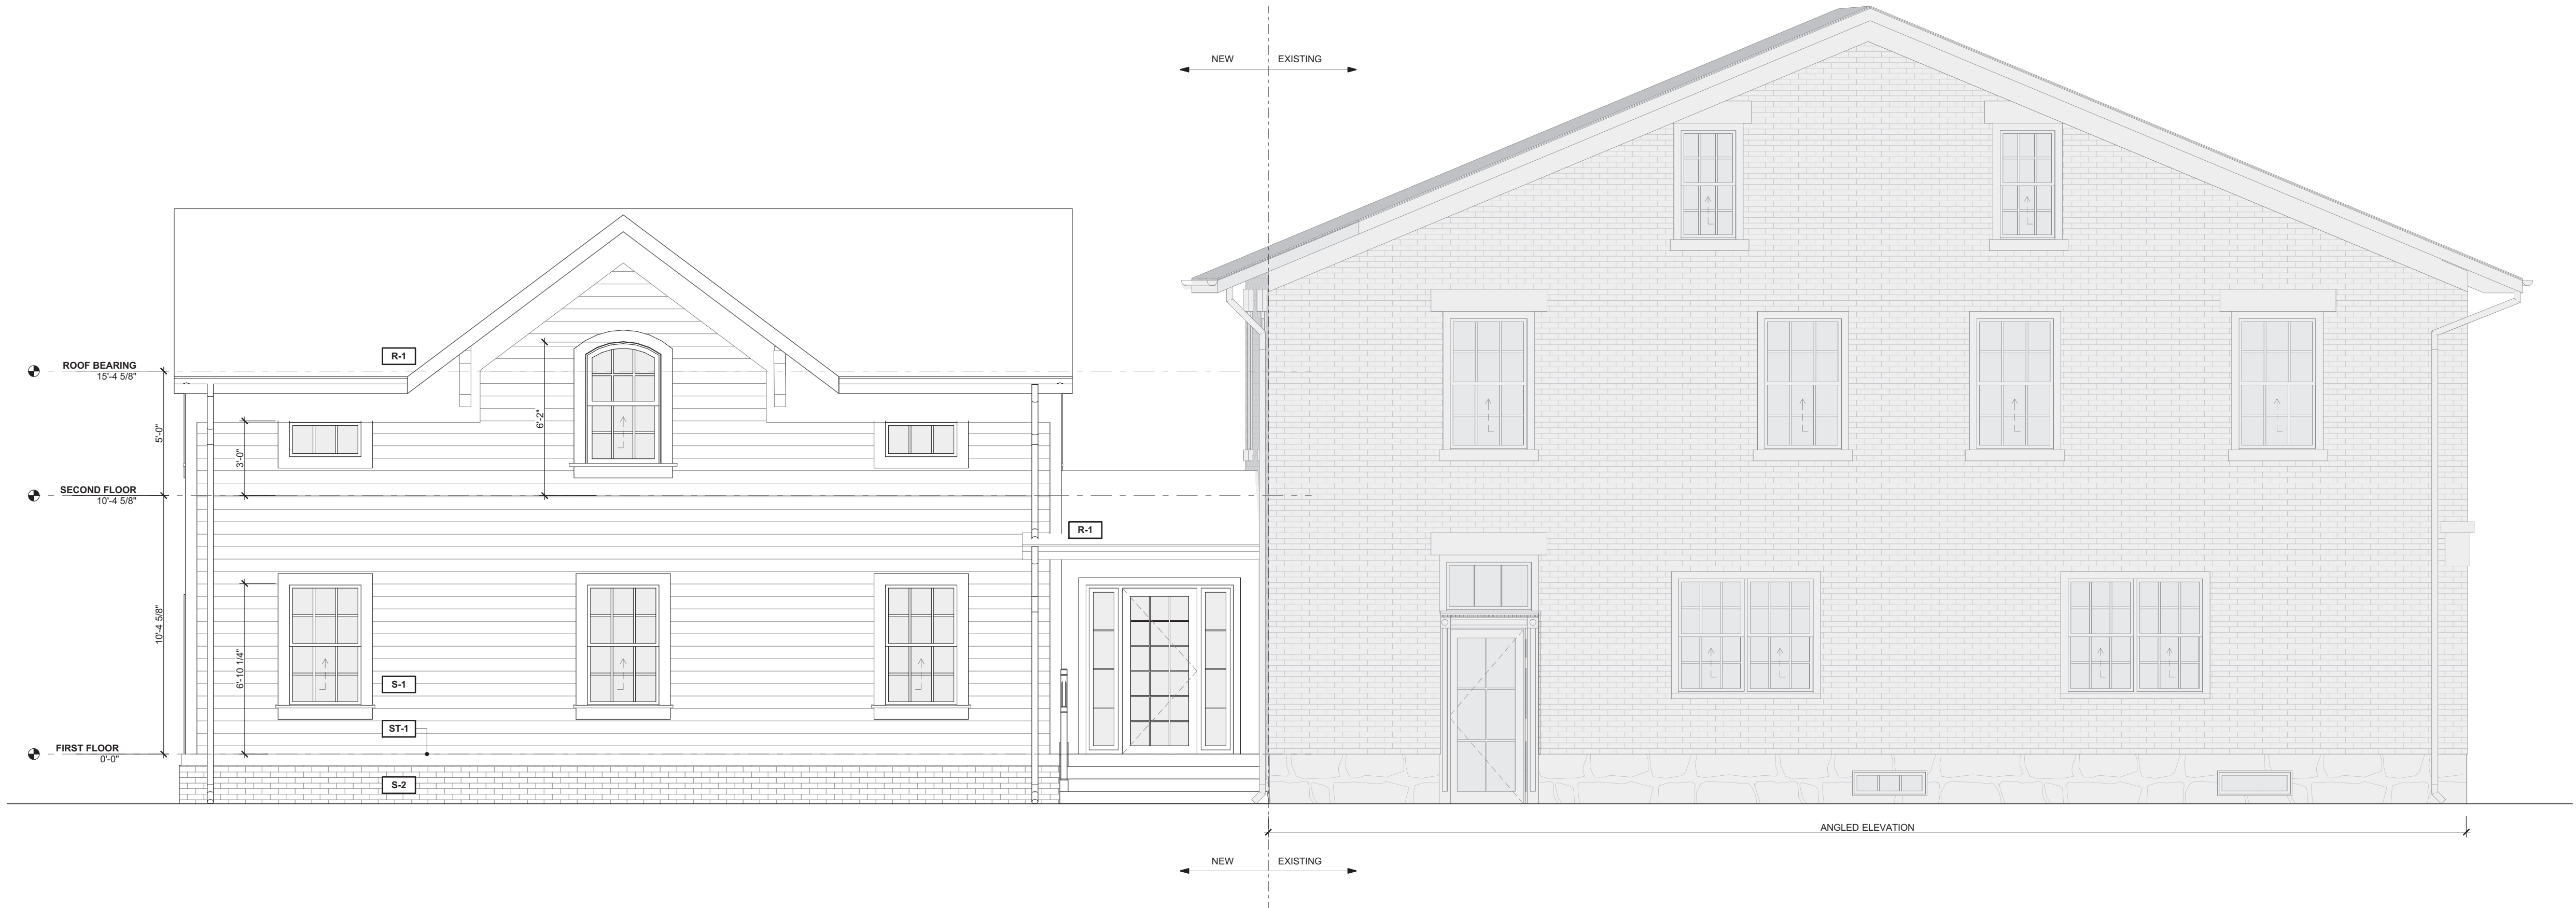 NEW EXISTING
R-1
ROOF BEARING
15'-4 5/8"
5'-0"
3'-0"
6'-2"
SECOND FLOOR
10'-4 5/8"
R-1
10'-4 5/8"
6'-10 1/4"
S-1
ST-1
FIRST FLOOR
0'-0"
S-2
ANGLED ELEVATION
NEW EXISTING